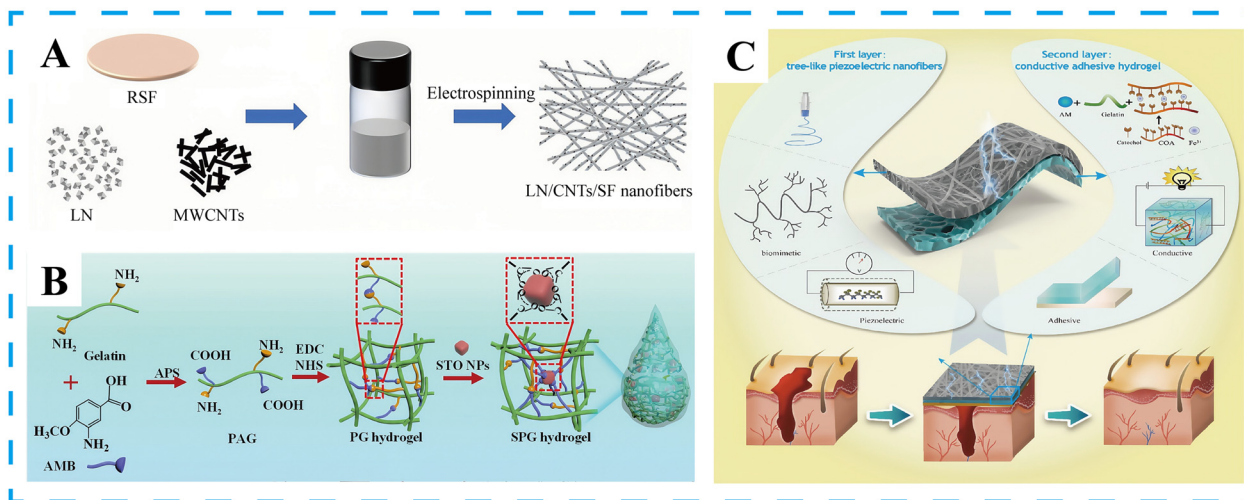 A
RSF
LN
MWCNTs
Electrospinning
LN/CNTs/SF nanofibers
B
NH₂
NH₂
Gelatin
+
OH
O
H₃CO
NH₂
AMB
APS
COOH
NH₂
NH₂
COOH
PAG
EDC
NHS
PG hydrogel
STO NPs
SPG hydrogel
C
First layer:
tree-like piezoelectric nanofibers
biomimetic
V
Piezoelectric
Second layer:
conductive adhesive hydrogel
AM
+
Gelatin
+
Catechol
COA
Fe³⁺
Conductive
Adhesive